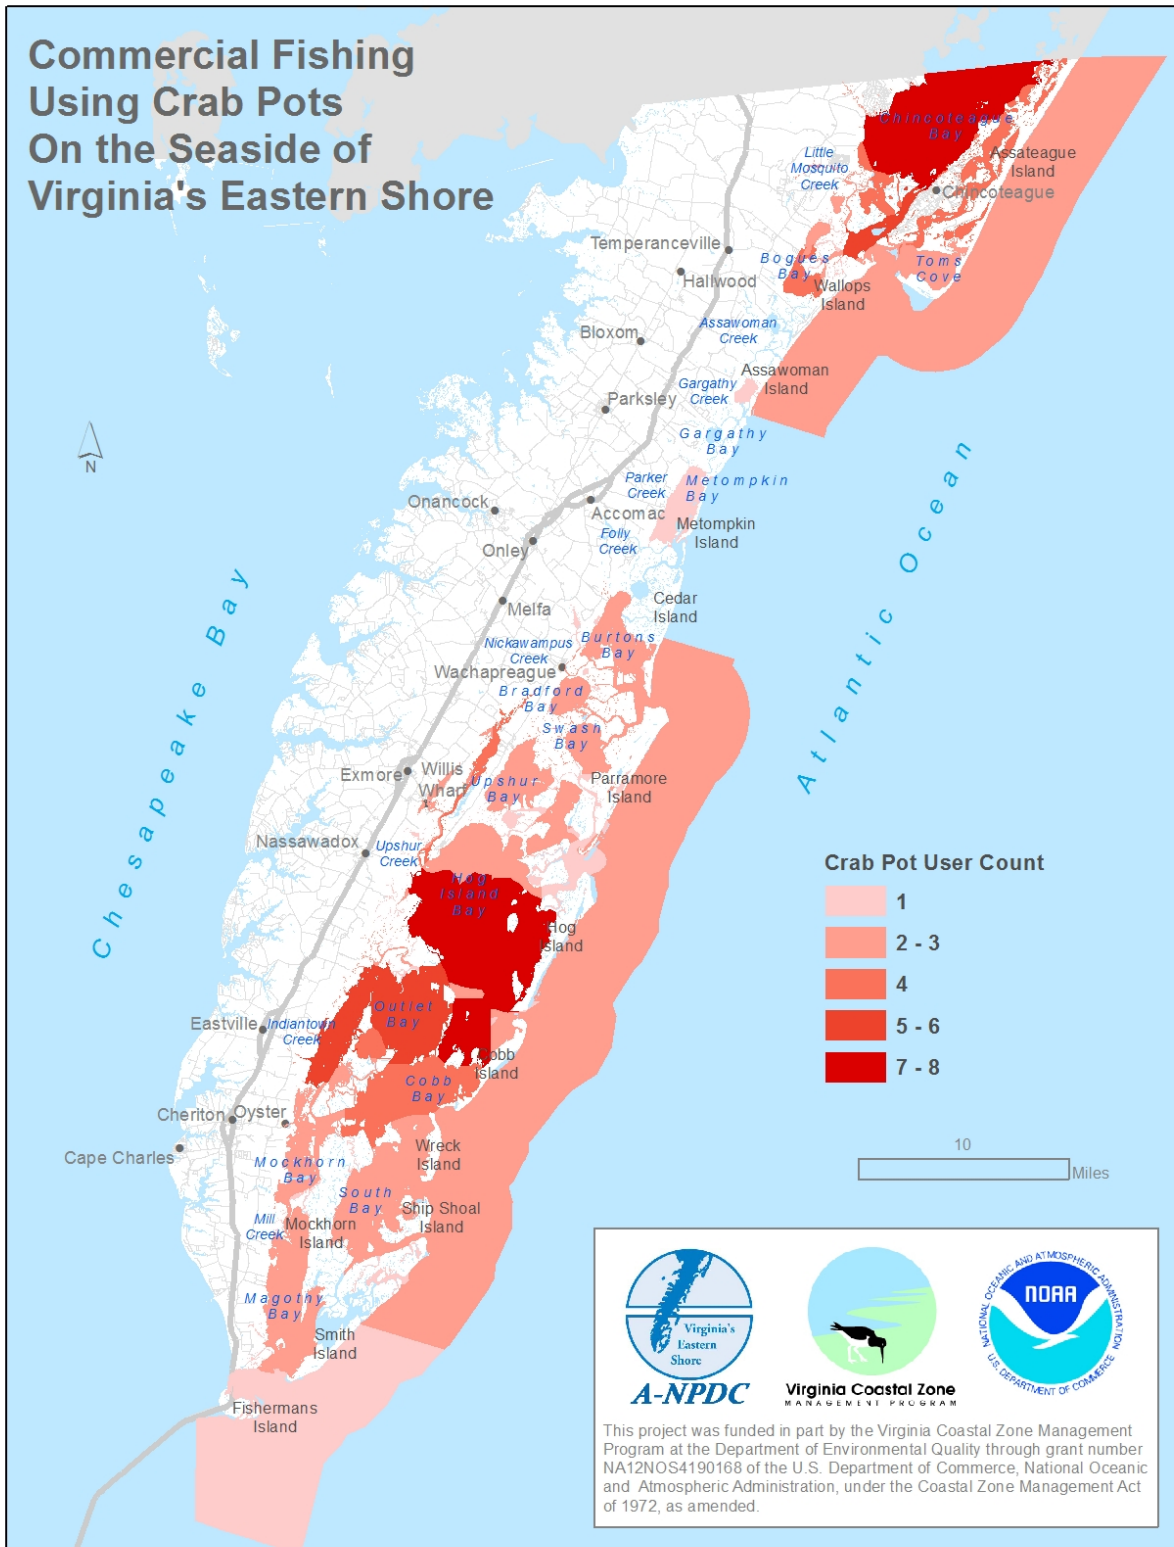 Commercial Fishing
Using Crab Pots
On the Seaside of
Virginia's Eastern Shore
Chincoteague
Bay
Little
Mosquito
Creek
Assateague
Island
Chincoteague
Temperanceville
Bogues
Bay
Toms
Cove
Hallwood
Wallops
Island
Assawoman
Creek
Bloxom
Assawoman
Island
Gargathy
Creek
Parksley
Gargathy
Bay
N
Parker
Creek
Metompkin
Bay
Onancock
Accomac
Metompkin
Island
Folly
Creek
Onley
Atlantic Ocean
Chesapeake Bay
Melfa
Cedar
Island
Burtons
Bay
Nickawampus
Creek
Wachapreague
Bradford
Bay
Swash
Bay
Exmore
Willis
Wharf
Upshur
Bay
Parramore
Island
Nassawadox
Upshur
Creek
Hog
Island
Bay
Hog
Island
Crab Pot User Count
1
2 - 3
4
5 - 6
7 - 8
Outlet
Bay
Eastville
Indiantown
Creek
Cobb
Island
Cobb
Bay
Cheriton
Oyster
Cape Charles
Wreck
Island
Mockhorn
Bay
10
Miles
South
Bay
Ship Shoal
Island
Mill
Creek
Mockhorn
Island
Magothy
Bay
Smith
Island
Fishermans
Island
Virginia's
Eastern
Shore
A-NPDC
Virginia Coastal Zone
MANAGEMENT PROGRAM
NATIONAL OCEANIC AND ATMOSPHERIC ADMINISTRATION
NOAA
U.S. DEPARTMENT OF COMMERCE
This project was funded in part by the Virginia Coastal Zone Management
Program at the Department of Environmental Quality through grant number
NA12NOS4190168 of the U.S. Department of Commerce, National Oceanic
and Atmospheric Administration, under the Coastal Zone Management Act
of 1972, as amended.